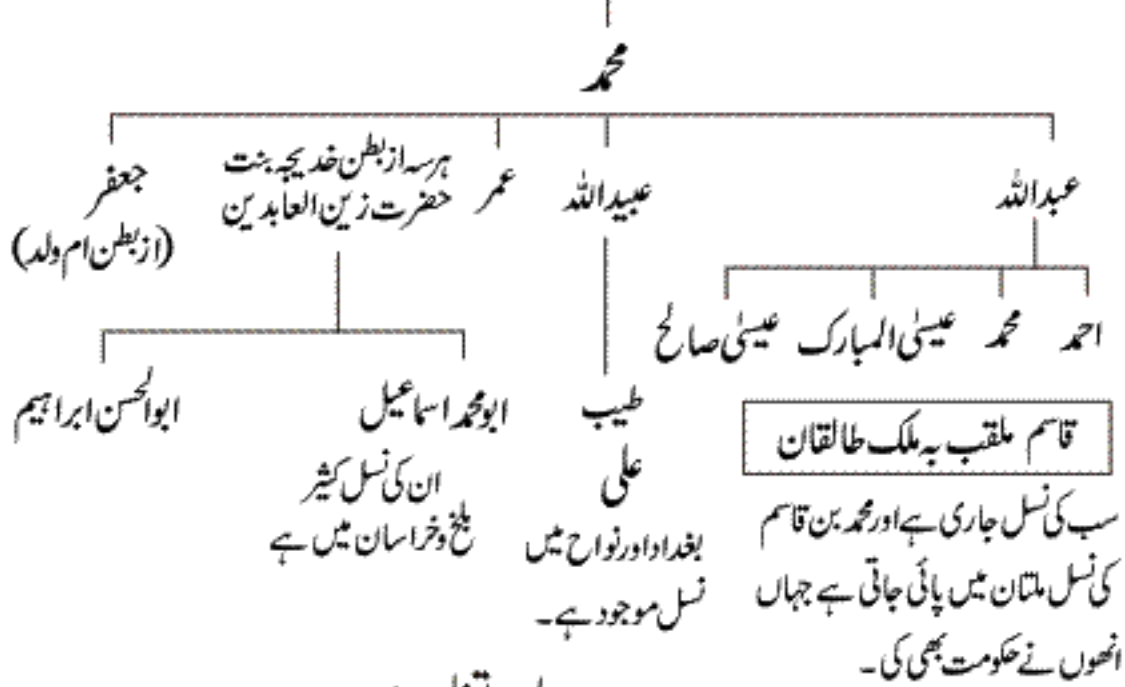 محمد
عبداللہ
عبیداللہ
عمر
ہر سہ از بطن خدیجہ بنت
حضرت زین العابدین
جعفر
(از بطن ام ولد)
احمد
محمد
عیسیٰ المبارک
عیسیٰ صالح
قاسم ملقب بہ ملک طالقان
سب کی نسل جاری ہے اور محمد بن قاسم
کی نسل ملتان میں پائی جاتی ہے جہاں
انھوں نے حکومت بھی کی۔
طیب
علی
بغداد اور نواح میں
نسل موجود ہے۔
ابو محمد اسماعیل
ان کی نسل کثیر
بلخ و خراسان میں ہے
ابوالحسن ابراہیم